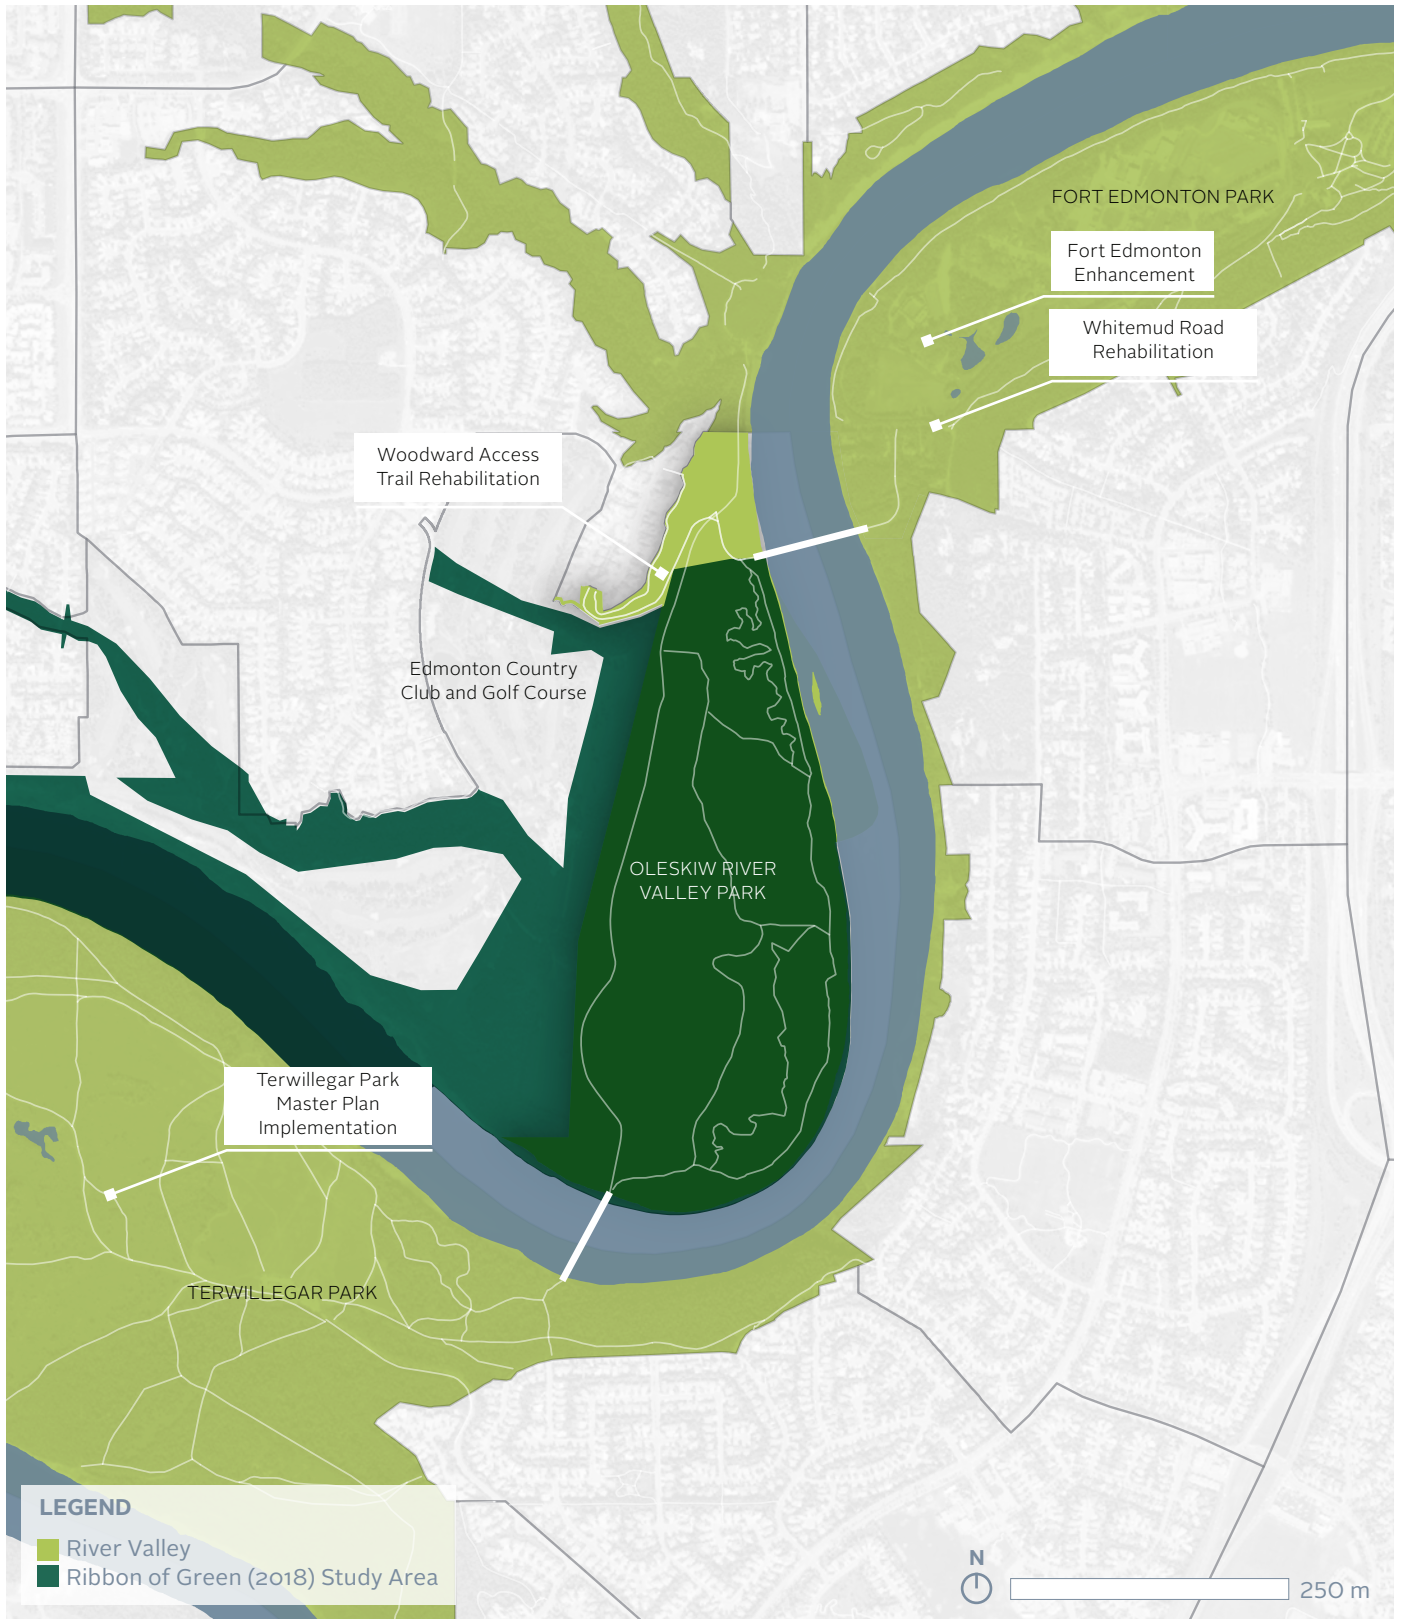 FORT EDMONTON PARK
Fort Edmonton
Enhancement
Whitemud Road
Rehabilitation
Woodward Access
Trail Rehabilitation
Edmonton Country
Club and Golf Course
OLESKIW RIVER
VALLEY PARK
Terwillegar Park
Master Plan
Implementation
TERWILLEGAR PARK
LEGEND
River Valley
Ribbon of Green (2018) Study Area
N
250 m